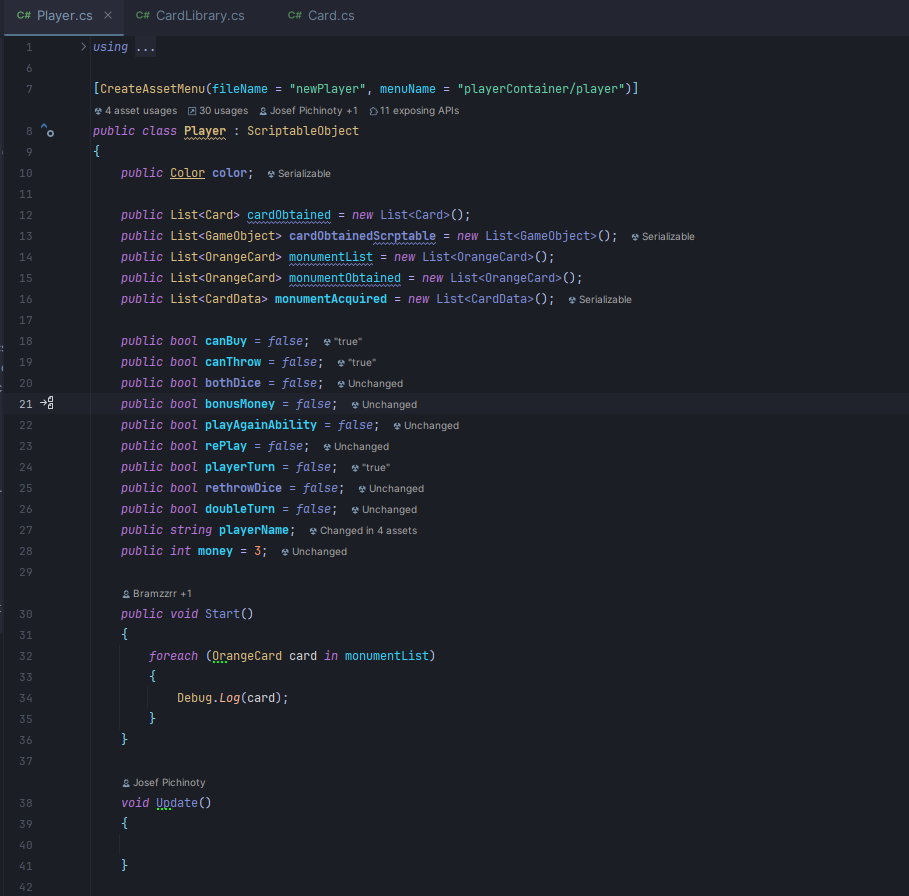 C# Player.cs × C# CardLibrary.cs C# Card.cs
1 > using ...
6
7 [CreateAssetMenu(fileName = "newPlayer", menuName = "playerContainer/player")]
4 asset usages 30 usages Josef Pichinoty +1 11 exposing APIs
8 public class Player : ScriptableObject
9 {
10 public Color color; Serializable
11
12 public List<Card> cardObtained = new List<Card>();
13 public List<GameObject> cardObtainedScrptable = new List<GameObject>(); Serializable
14 public List<OrangeCard> monumentList = new List<OrangeCard>();
15 public List<OrangeCard> monumentObtained = new List<OrangeCard>();
16 public List<CardData> monumentAcquired = new List<CardData>(); Serializable
17
18 public bool canBuy = false; "true"
19 public bool canThrow = false; "true"
20 public bool bothDice = false; Unchanged
21 public bool bonusMoney = false; Unchanged
22 public bool playAgainAbility = false; Unchanged
23 public bool rePlay = false; Unchanged
24 public bool playerTurn = false; "true"
25 public bool rethrowDice = false; Unchanged
26 public bool doubleTurn = false; Unchanged
27 public string playerName; Changed in 4 assets
28 public int money = 3; Unchanged
29
Bramzzrr +1
30 public void Start()
31 {
32 foreach (OrangeCard card in monumentList)
33 {
34 Debug.Log(card);
35 }
36 }
37
Josef Pichinoty
38 void Update()
39 {
40
41 }
42